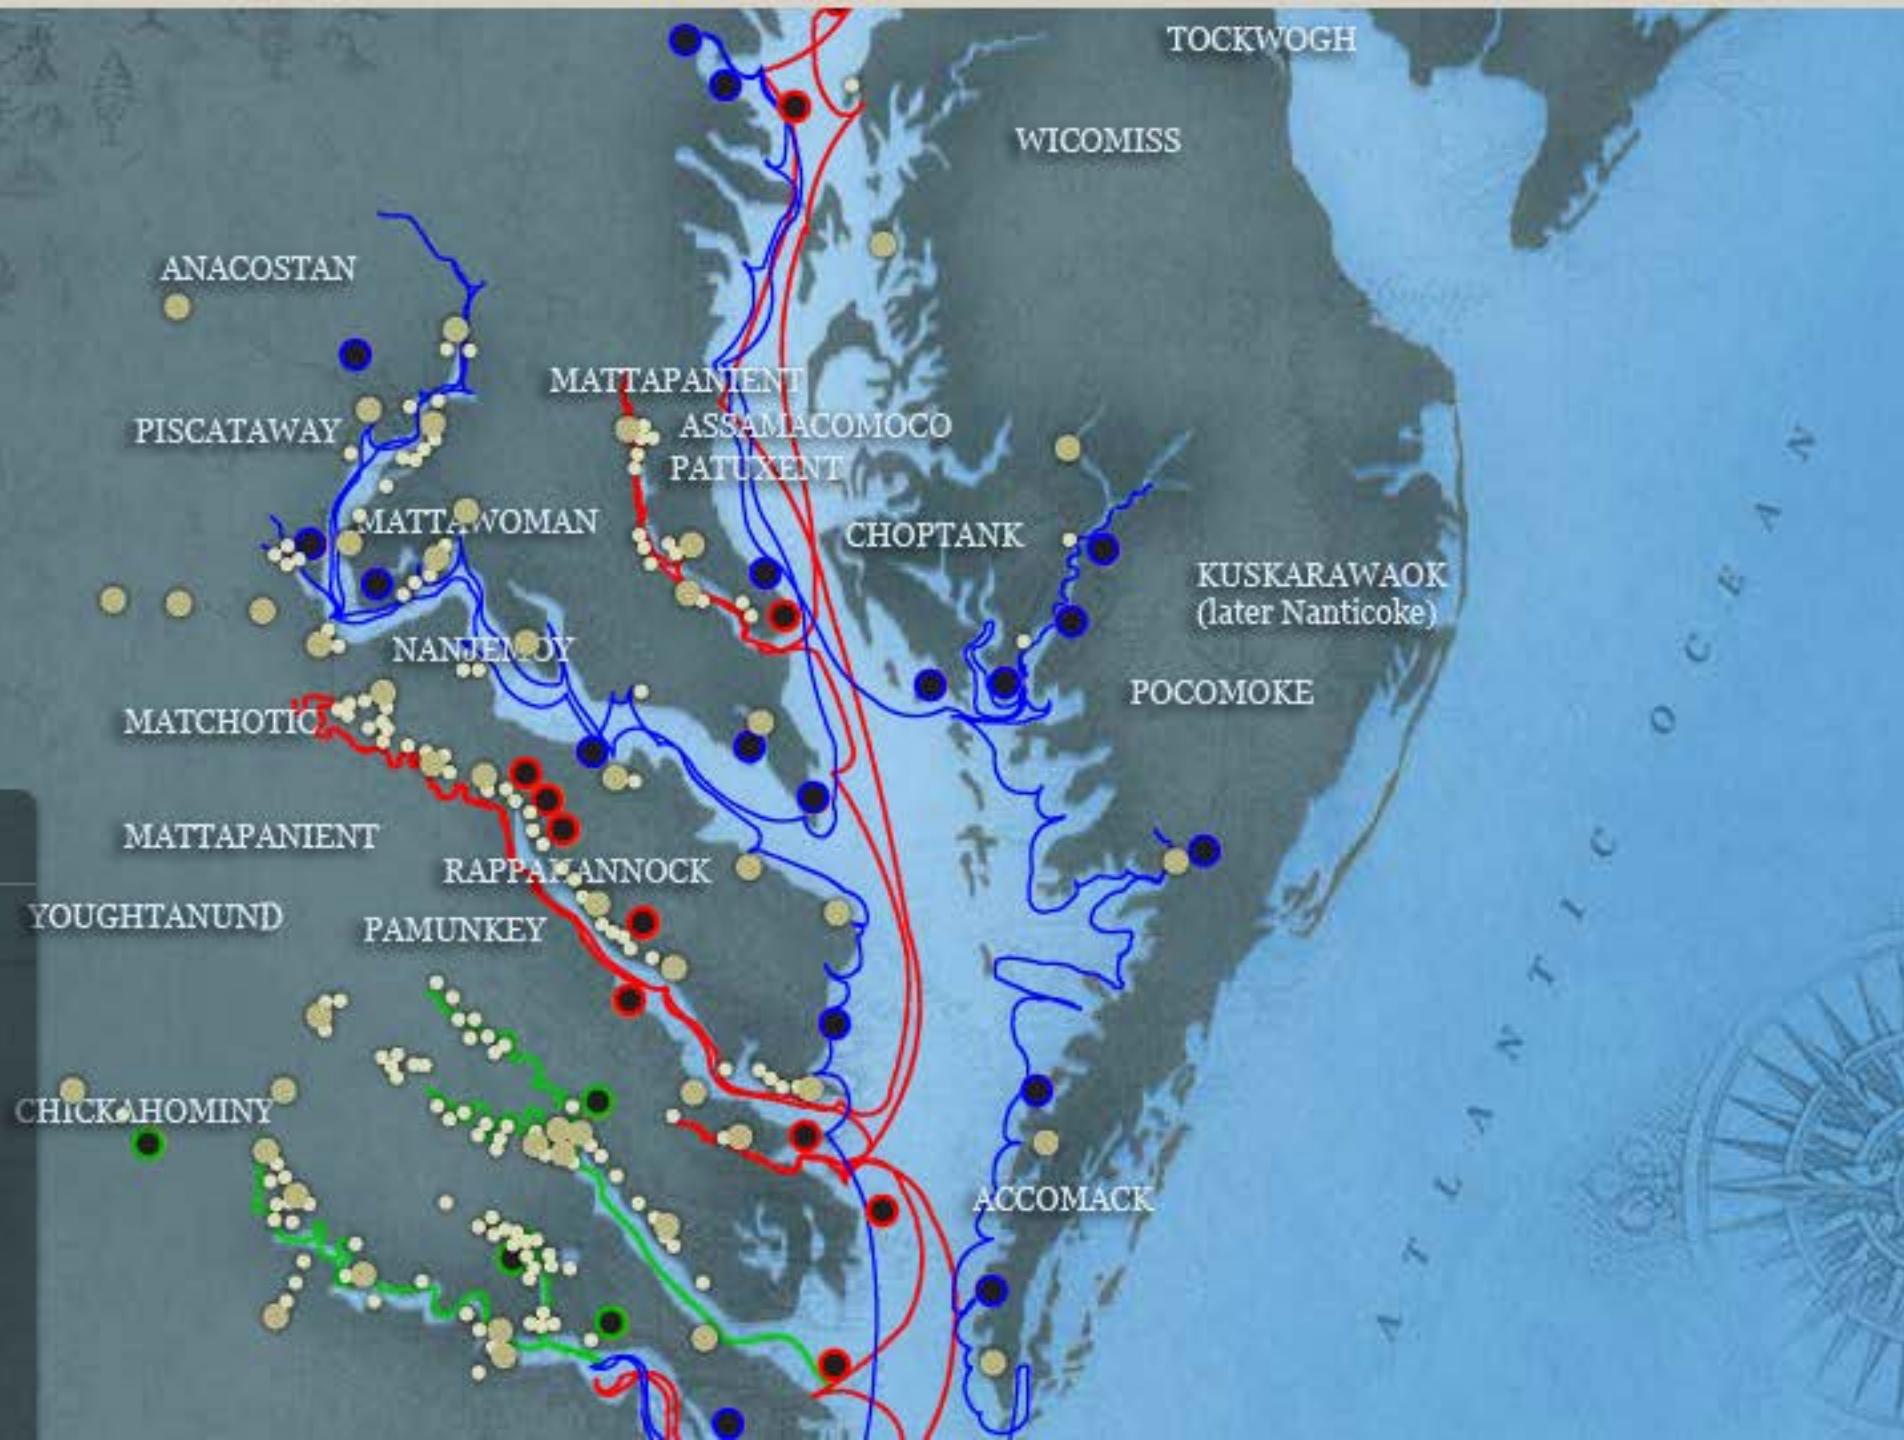 TOCKWOGH
WICOMISS
ANACOSTAN
MATTAPANIENT
PISCATAWAY
ASSAMACOMOCO
PATUXENT
MATTAWOMAN
CHOPTANK
KUSKARAWAOK
(later Nanticoke)
NANJEMOY
POCOMOKE
MATCHOTIC
MATTAPANIENT
RAPPAHANNOCK
YOUGHTANUND
PAMUNKEY
CHICKAHOMINY
ACCOMACK
ATLANTIC OCEAN